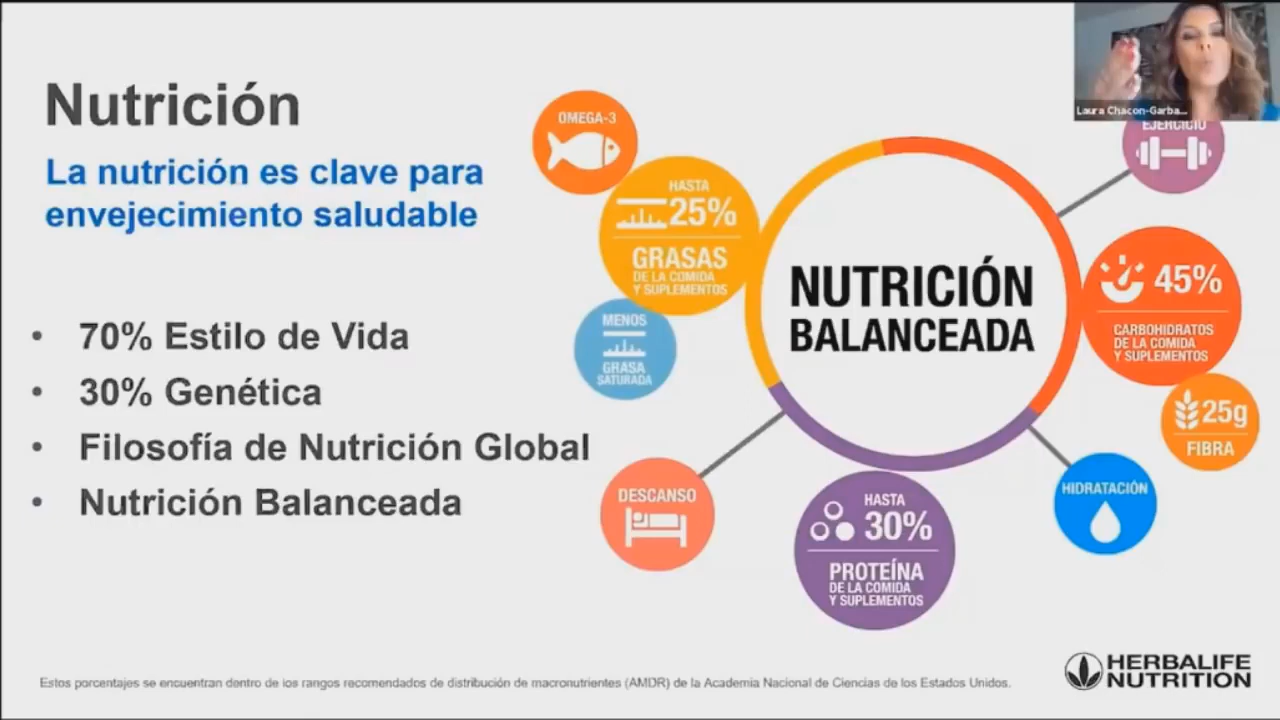 Laura Chacon-Garba...
Nutrición
La nutrición es clave para
envejecimiento saludable
• 70% Estilo de Vida
• 30% Genética
• Filosofía de Nutrición Global
• Nutrición Balanceada
OMEGA-3
HASTA
25%
GRASAS
DE LA COMIDA
Y SUPLEMENTOS
MENOS
GRASA
SATURADA
DESCANSO
NUTRICIÓN
BALANCEADA
HASTA
30%
PROTEÍNA
DE LA COMIDA
Y SUPLEMENTOS
EJERCICIO
45%
CARBOHIDRATOS
DE LA COMIDA
Y SUPLEMENTOS
25g
FIBRA
HIDRATACIÓN
Estos porcentajes se encuentran dentro de los rangos recomendados de distribución de macronutrientes (AMDR) de la Academia Nacional de Ciencias de los Estados Unidos.
HERBALIFE
NUTRITION